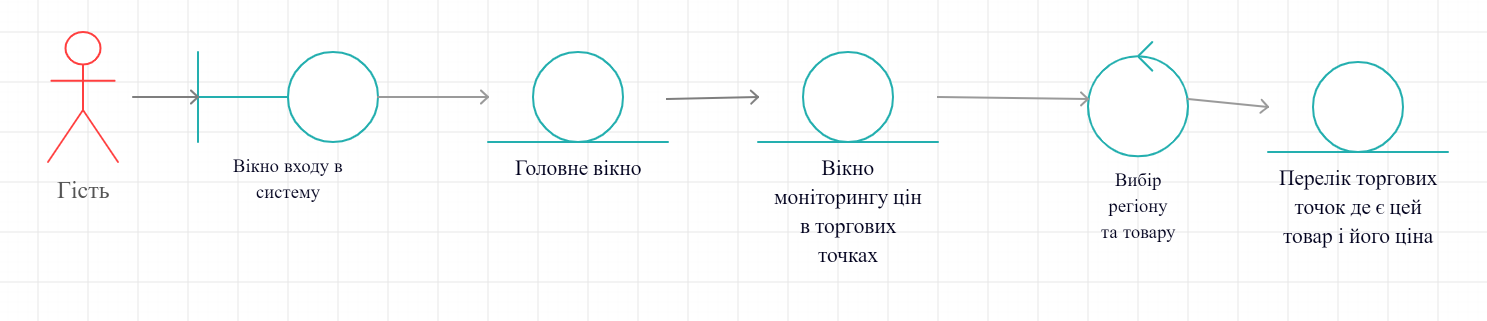 Гість
Вікно входу в
систему
Головне вікно
Вікно
моніторингу цін
в торгових
точках
Вибір
регіону
та товару
Перелік торгових
точок де є цей
товар і його ціна